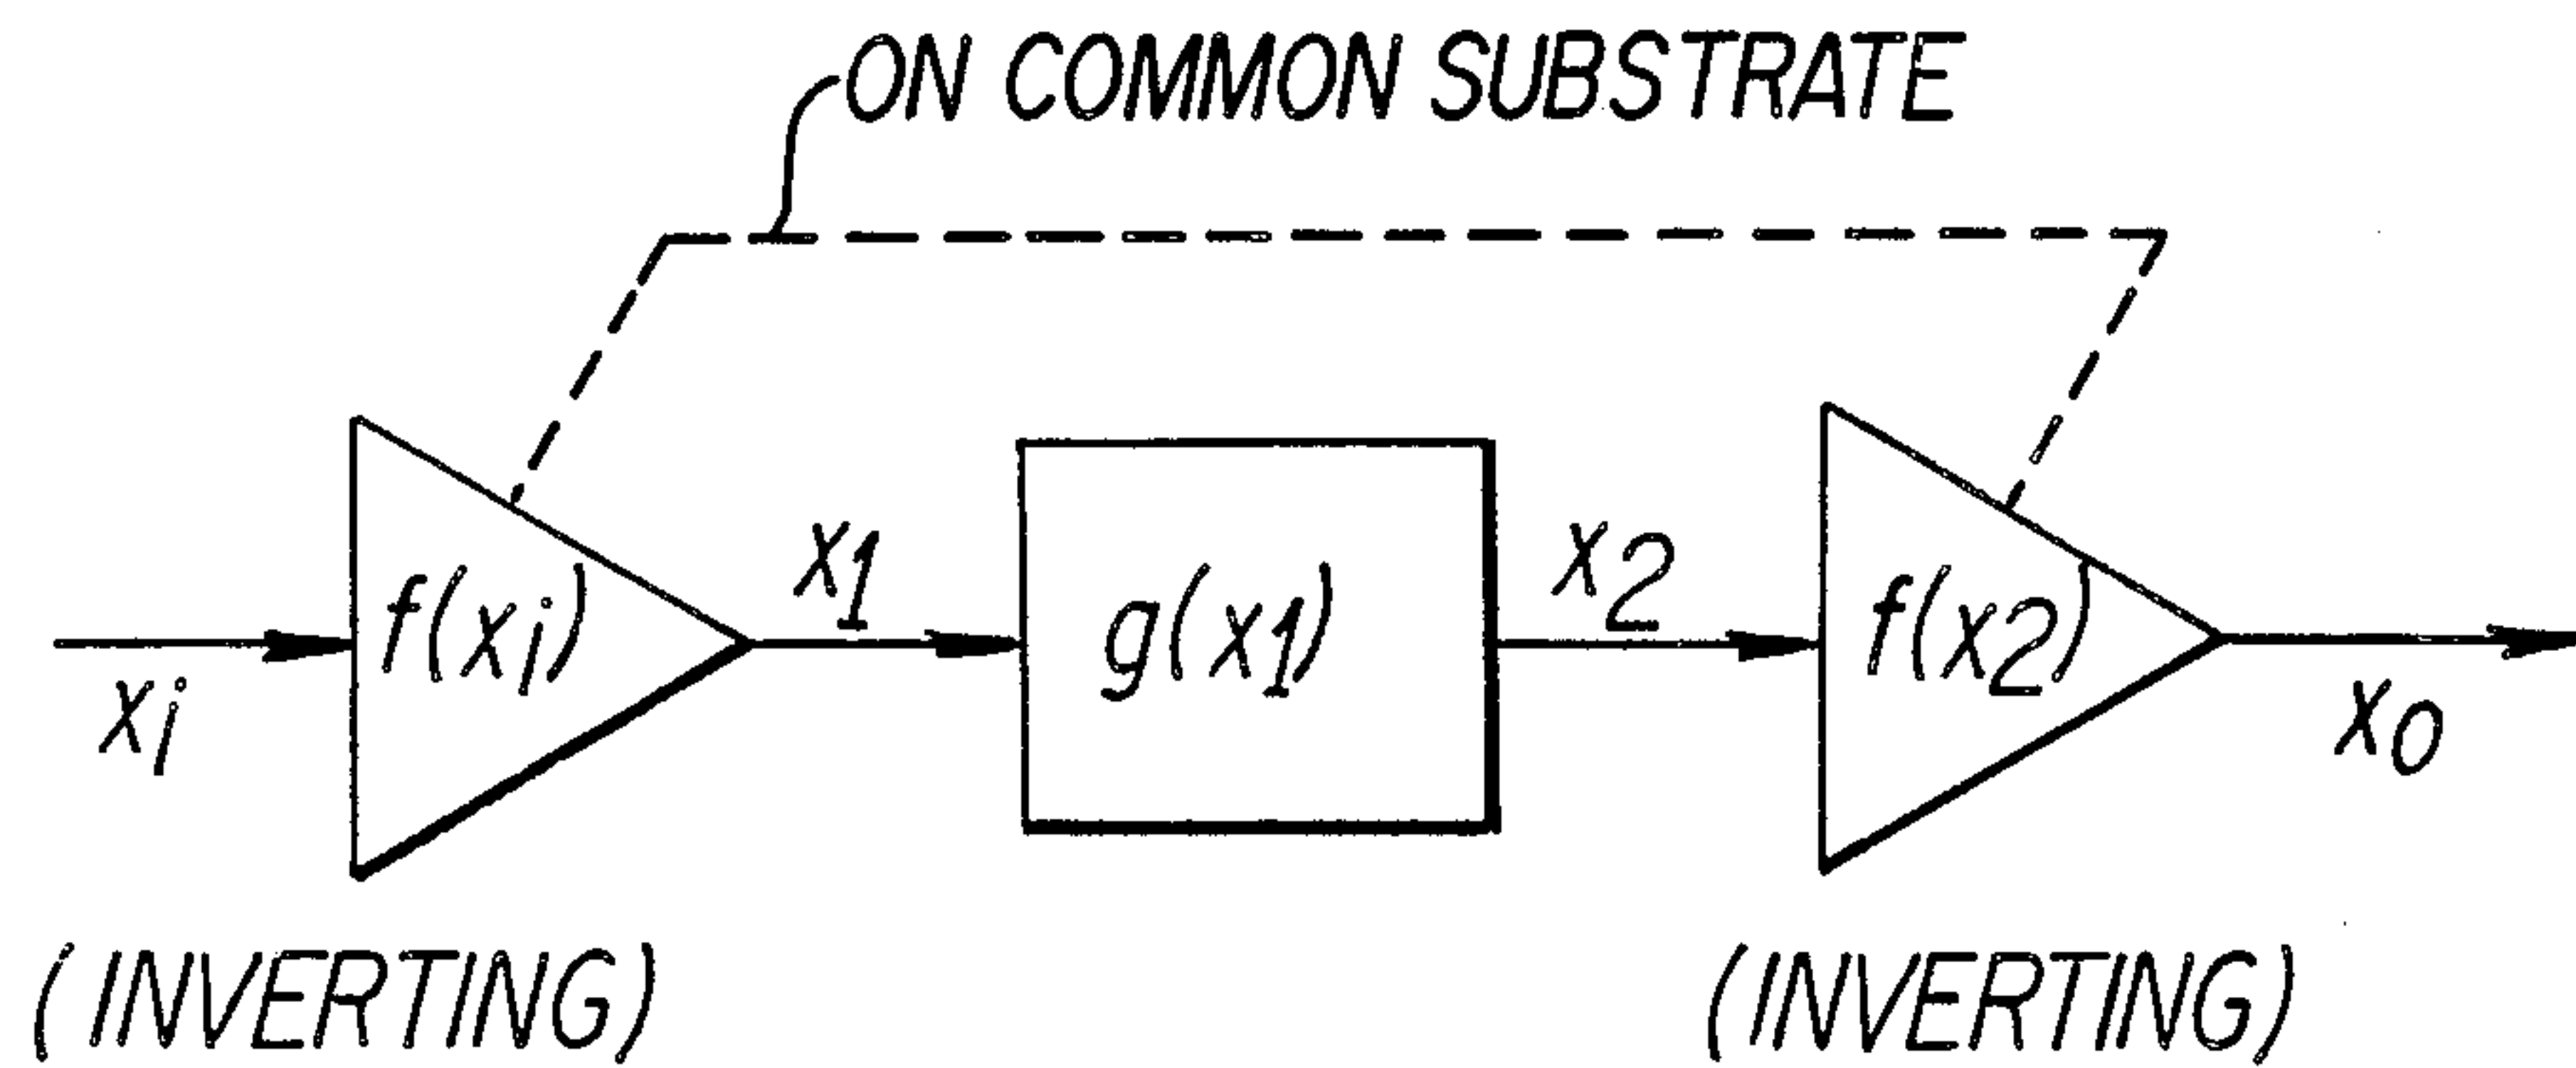 ON COMMON SUBSTRATE
xi
f(xi)
x1
g(x1)
x2
f(x2)
xo
(INVERTING)
(INVERTING)